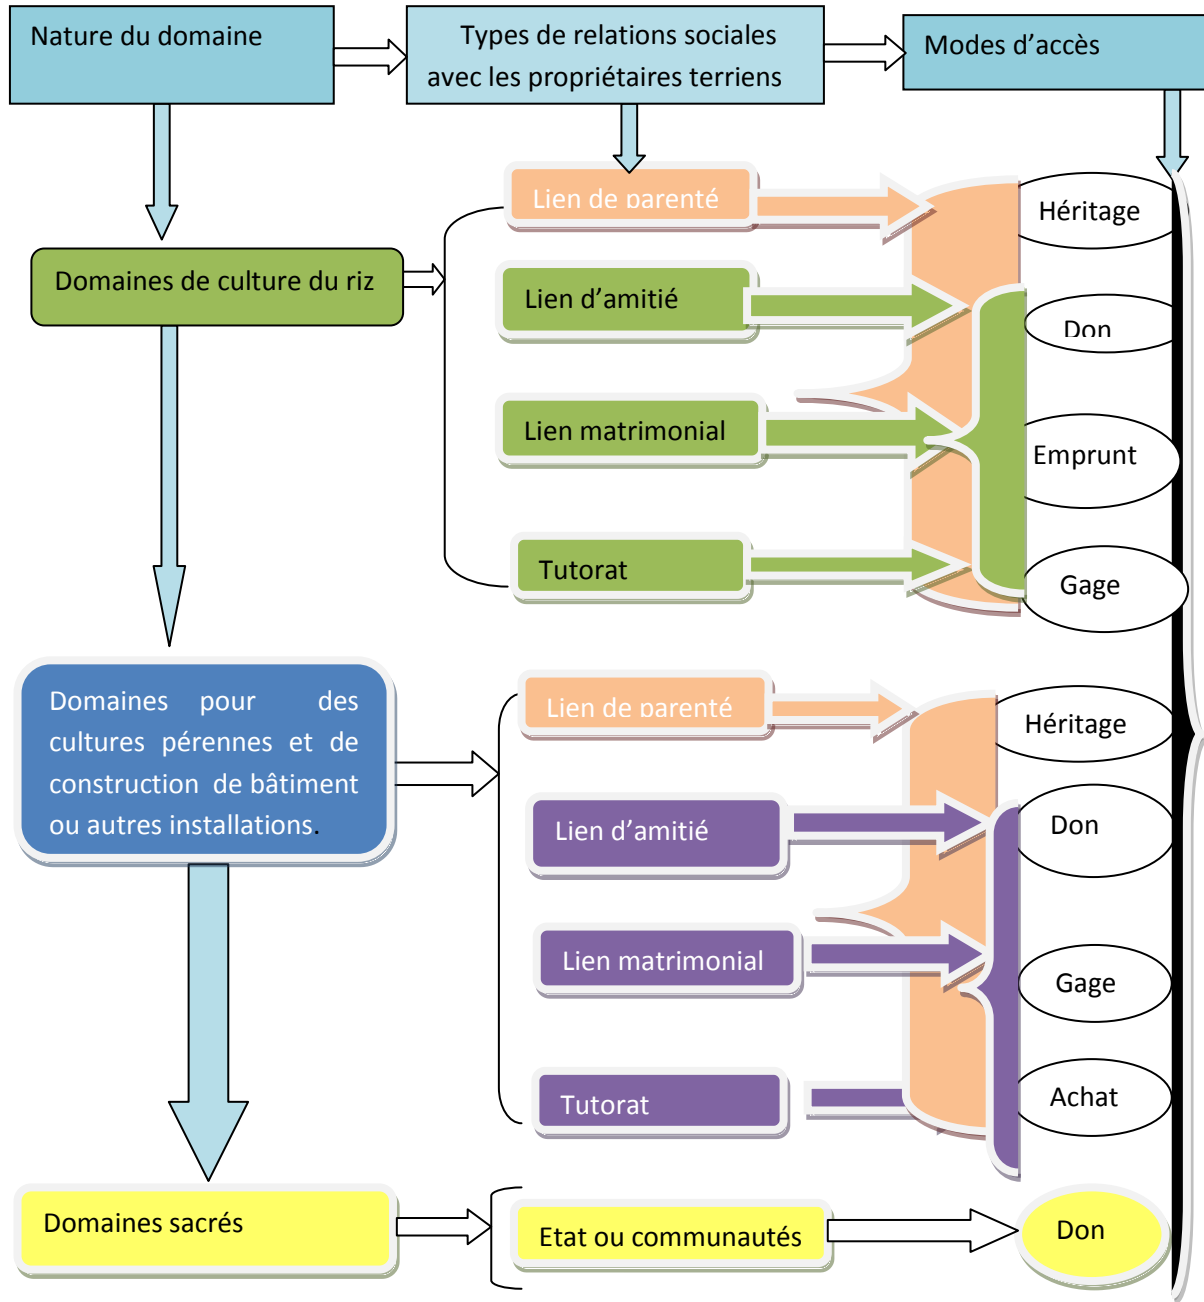 Nature du domaine
Types de relations sociales
avec les propriétaires terriens
Modes d’accès
Domaines de culture du riz
Lien de parenté
Lien d’amitié
Lien matrimonial
Tutorat
Héritage
Don
Emprunt
Gage
Domaines pour des
cultures pérennes et de
construction de bâtiment
ou autres installations.
Lien de parenté
Lien d’amitié
Lien matrimonial
Tutorat
Héritage
Don
Gage
Achat
Domaines sacrés
Etat ou communautés
Don